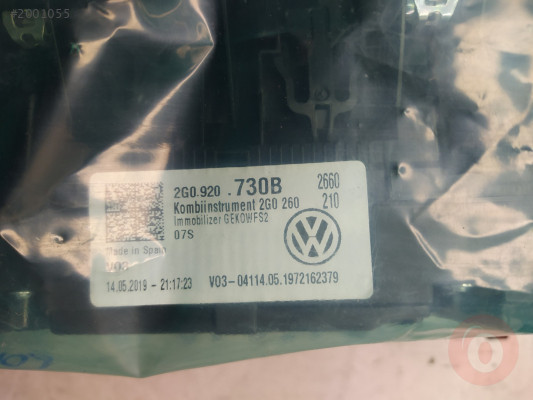 #2001055
2G0.920 .730B 2660
Kombiinstrument 2G0 260 210
Immobilizer GEKOWFS2
07S
Made in Spain
203
14.05.2019 - 21:17:23 V03-04114.05.1972162379